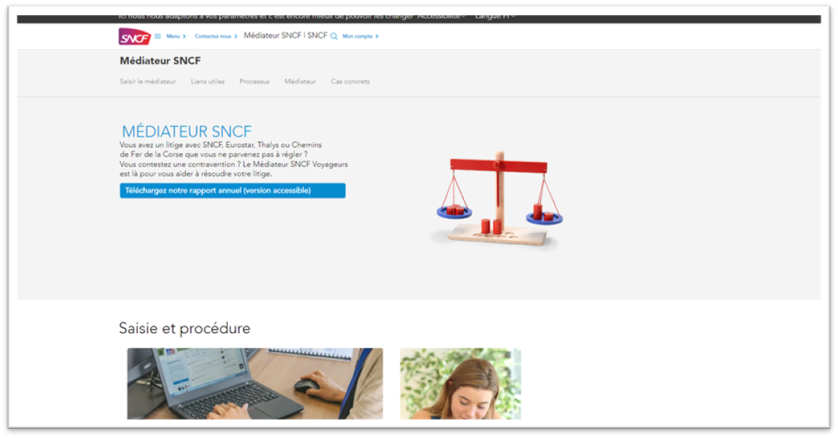 Ici nous nous adaptons à vos paramètres et c'est encore mieux de pouvoir les changer Accessibilité Langue Fr
SNCF Menu Contactez nous Médiateur SNCF | SNCF Mon compte
Médiateur SNCF
Saisir le médiateur Liens utiles Processus Médiateur Cas concrets
MÉDIATEUR SNCF
Vous avez un litige avec SNCF, Eurostar, Thalys ou Chemins
de Fer de la Corse que vous ne parvenez pas à régler ?
Vous contestez une contravention ? Le Médiateur SNCF Voyageurs
est là pour vous aider à résoudre votre litige.
Téléchargez notre rapport annuel (version accessible)
Saisie et procédure